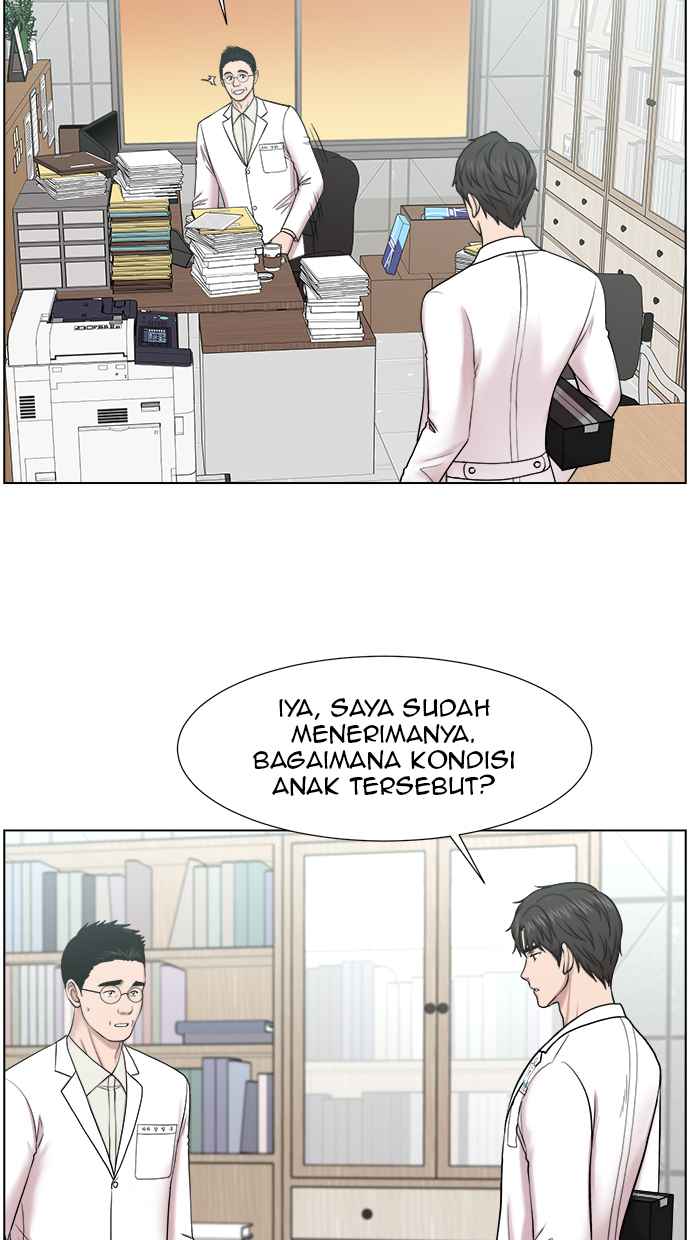 IYA, SAYA SUDAH
MENERIMANYA.
BAGAIMANA KONDISI
ANAK TERSEBUT?